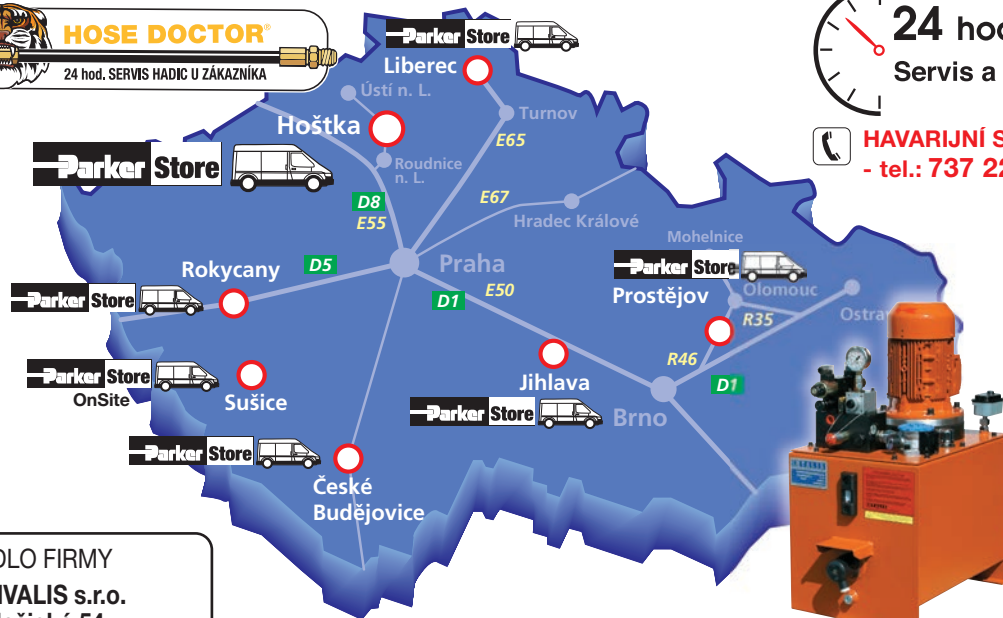 HOSE DOCTOR®
24 hod. SERVIS HADIC U ZÁKAZNÍKA
Parker Store
Liberec
24 hod
Servis a
HAVARIJNÍ S
- tel.: 737 22
Ústí n. L.
Turnov
Hoštka
E65
Parker Store
Roudnice
n. L.
D8
E55
E67
Hradec Králové
Mohelnice
Rokycany
D5
Praha
Parker Store
D1
E50
Prostějov
Olomouc
Parker Store
R35
Ostra
R46
Parker Store
OnSite
Sušice
Jihlava
D1
Parker Store
Brno
Parker Store
České
Budějovice
DLO FIRMY
IVALIS s.r.o.